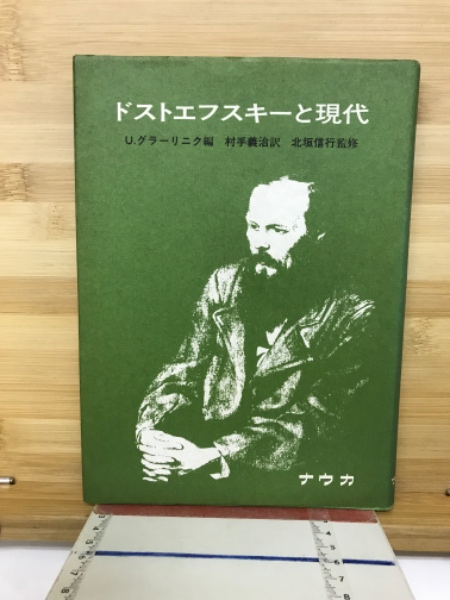 ドストエフスキーと現代
U.グラーリニク編 村手義治訳 北垣信行監修
ナウカ